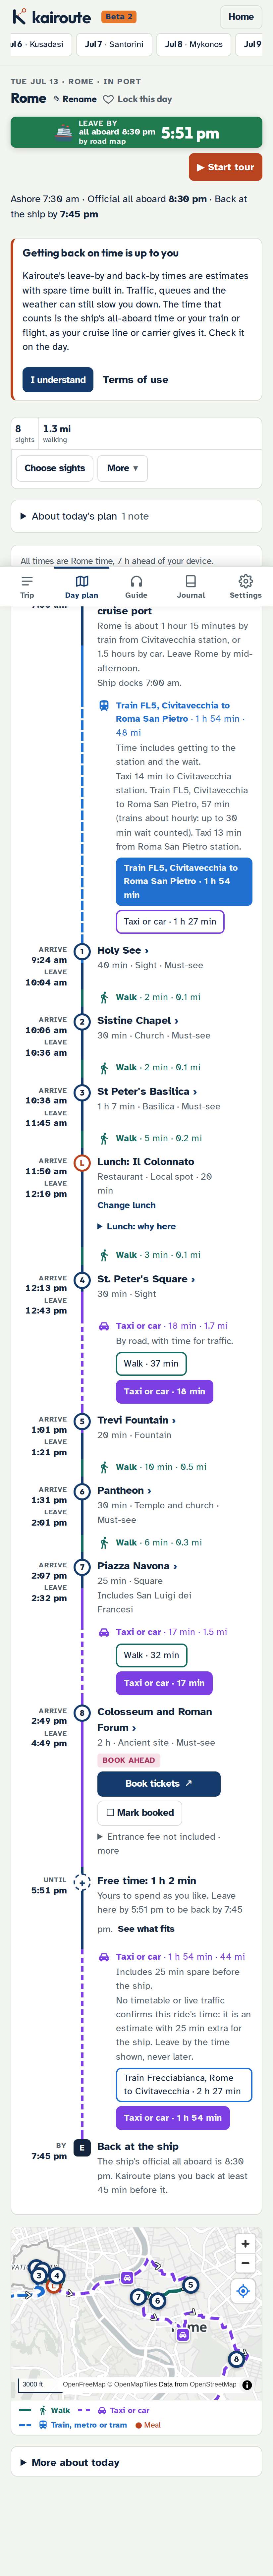 kairoute Beta 2 Home
Jul 6 · Kusadasi Jul 7 · Santorini Jul 8 · Mykonos Jul 9
TUE JUL 13 · ROME · IN PORT
Rome ✎ Rename ♡ Lock this day
LEAVE BY
all aboard 8:30 pm
by road map
5:51 pm
▶ Start tour
Ashore 7:30 am · Official all aboard 8:30 pm · Back at
the ship by 7:45 pm
Getting back on time is up to you
Kairoute's leave-by and back-by times are estimates
with spare time built in. Traffic, queues and the
weather can still slow you down. The time that
counts is the ship's all-aboard time or your train or
flight, as your cruise line or carrier gives it. Check it
on the day.
I understand Terms of use
8
sights
1.3 mi
walking
Choose sights More ▾
▶ About today's plan 1 note
All times are Rome time, 7 h ahead of your device.
Trip Day plan Guide Journal Settings
cruise port
Rome is about 1 hour 15 minutes by
train from Civitavecchia station, or
1.5 hours by car. Leave Rome by mid-
afternoon.
Ship docks 7:00 am.
Train FL5, Civitavecchia to
Roma San Pietro · 1 h 54 min ·
48 mi
Time includes getting to the
station and the wait.
Taxi 14 min to Civitavecchia
station. Train FL5, Civitavecchia
to Roma San Pietro, 57 min
(trains about hourly: up to 30
min wait counted). Taxi 13 min
from Roma San Pietro station.
Train FL5, Civitavecchia to
Roma San Pietro · 1 h 54
min
Taxi or car · 1 h 27 min
ARRIVE
9:24 am
LEAVE
10:04 am
1
Holy See ›
40 min · Sight · Must-see
Walk · 2 min · 0.1 mi
ARRIVE
10:06 am
LEAVE
10:36 am
2
Sistine Chapel ›
30 min · Church · Must-see
Walk · 2 min · 0.1 mi
ARRIVE
10:38 am
LEAVE
11:45 am
3
St Peter's Basilica ›
1 h 7 min · Basilica · Must-see
Walk · 5 min · 0.2 mi
ARRIVE
11:50 am
LEAVE
12:10 pm
L
Lunch: Il Colonnato
Restaurant · Local spot · 20
min
Change lunch
▶ Lunch: why here
Walk · 3 min · 0.1 mi
ARRIVE
12:13 pm
LEAVE
12:43 pm
4
St. Peter's Square ›
30 min · Sight
Taxi or car · 18 min · 1.7 mi
By road, with time for traffic.
Walk · 37 min
Taxi or car · 18 min
ARRIVE
1:01 pm
LEAVE
1:21 pm
5
Trevi Fountain ›
20 min · Fountain
Walk · 10 min · 0.5 mi
ARRIVE
1:31 pm
LEAVE
2:01 pm
6
Pantheon ›
30 min · Temple and church ·
Must-see
Walk · 6 min · 0.3 mi
ARRIVE
2:07 pm
LEAVE
2:32 pm
7
Piazza Navona ›
25 min · Square
Includes San Luigi dei
Francesi
Taxi or car · 17 min · 1.5 mi
Walk · 32 min
Taxi or car · 17 min
ARRIVE
2:49 pm
LEAVE
4:49 pm
8
Colosseum and Roman
Forum ›
2 h · Ancient site · Must-see
BOOK AHEAD
Book tickets ↗
☐ Mark booked
▶ Entrance fee not included ·
more
UNTIL
5:51 pm
+
Free time: 1 h 2 min
Yours to spend as you like. Leave
here by 5:51 pm to be back by 7:45
pm. See what fits
Taxi or car · 1 h 54 min · 44 mi
Includes 25 min spare before
the ship.
No timetable or live traffic
confirms this ride's time: it is an
estimate with 25 min extra for
the ship. Leave by the time
shown, never later.
Train Frecciabianca, Rome
to Civitavecchia · 2 h 27 min
Taxi or car · 1 h 54 min
BY
7:45 pm
E
Back at the ship
The ship's official all aboard is 8:30
pm. Kairoute plans you back at least
45 min before it.
3 4 L 5 6 7 8
+
−
3000 ft
OpenFreeMap © OpenMapTiles Data from OpenStreetMap
Walk Taxi or car
Train, metro or tram Meal
▶ More about today